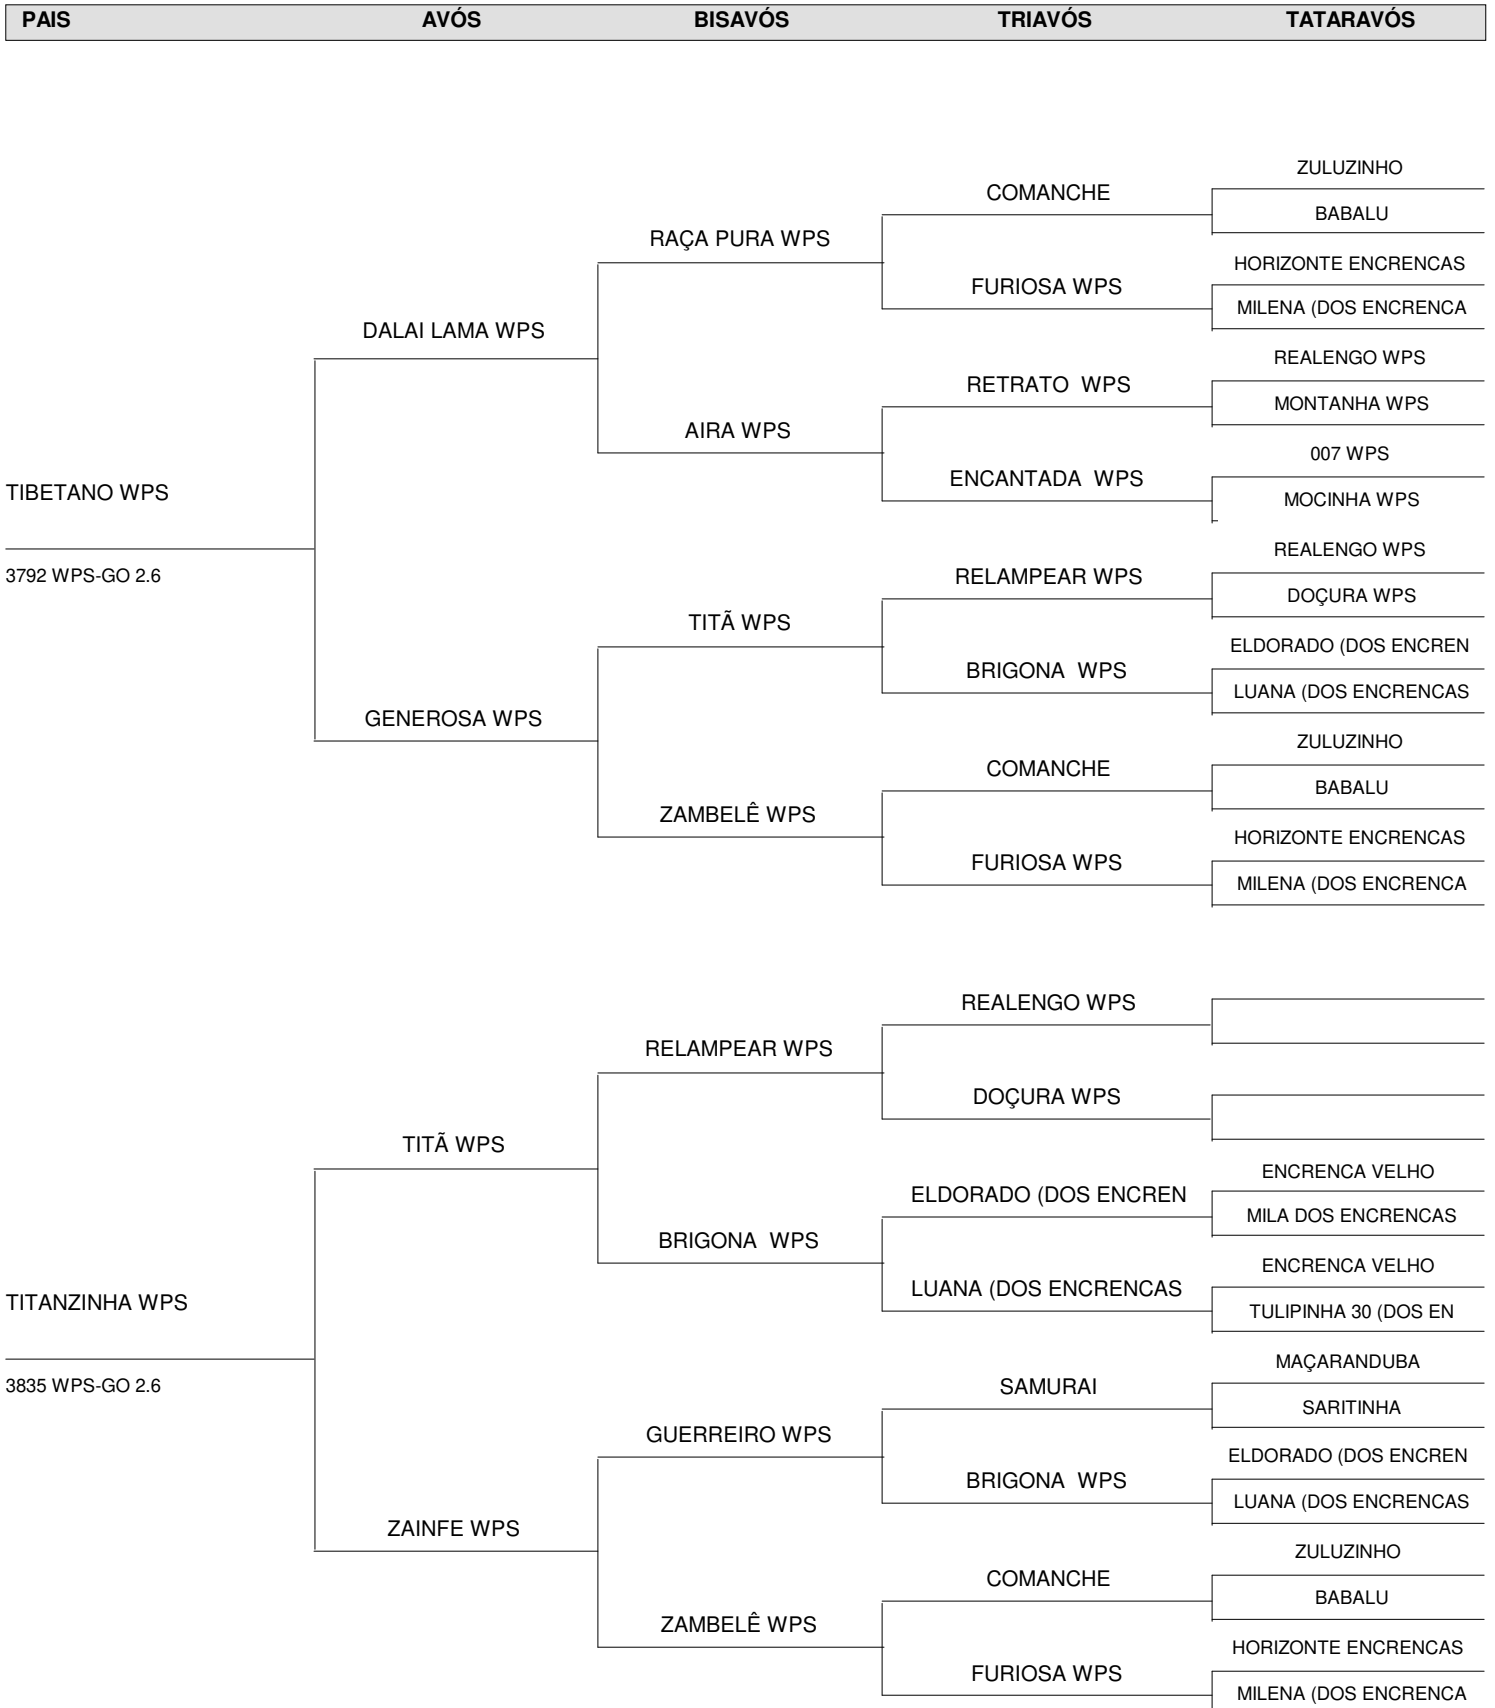 PAIS AVÓS BISAVÓS TRIAVÓS TATARAVÓS
ZULUZINHO
COMANCHE
BABALU
RAÇA PURA WPS
HORIZONTE ENCRENCAS
FURIOSA WPS
MILENA (DOS ENCRENCA
DALAI LAMA WPS
REALENGO WPS
RETRATO  WPS
MONTANHA WPS
AIRA WPS
007 WPS
ENCANTADA  WPS
TIBETANO WPS
MOCINHA WPS
REALENGO WPS
3792 WPS-GO 2.6
RELAMPEAR WPS
DOÇURA WPS
TITÃ WPS
ELDORADO (DOS ENCREN
BRIGONA  WPS
LUANA (DOS ENCRENCAS
GENEROSA WPS
ZULUZINHO
COMANCHE
BABALU
ZAMBELÊ WPS
HORIZONTE ENCRENCAS
FURIOSA WPS
MILENA (DOS ENCRENCA
REALENGO WPS
RELAMPEAR WPS
DOÇURA WPS
TITÃ WPS
ENCRENCA VELHO
ELDORADO (DOS ENCREN
MILA DOS ENCRENCAS
BRIGONA  WPS
ENCRENCA VELHO
LUANA (DOS ENCRENCAS
TITANZINHA WPS
TULIPINHA 30 (DOS EN
MAÇARANDUBA
3835 WPS-GO 2.6
SAMURAI
SARITINHA
GUERREIRO WPS
ELDORADO (DOS ENCREN
BRIGONA  WPS
LUANA (DOS ENCRENCAS
ZAINFE WPS
ZULUZINHO
COMANCHE
BABALU
ZAMBELÊ WPS
HORIZONTE ENCRENCAS
FURIOSA WPS
MILENA (DOS ENCRENCA